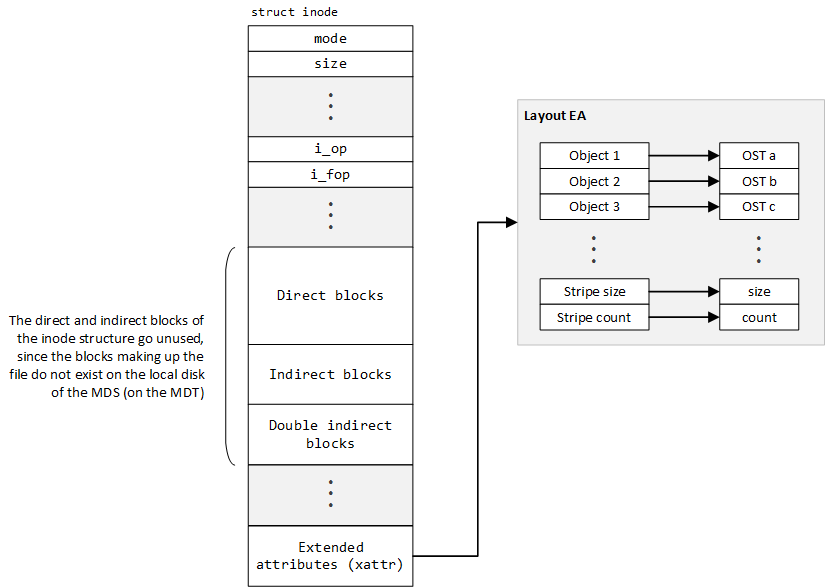 struct inode
mode
size
i_op
i_fop
Direct blocks
Indirect blocks
Double indirect
blocks
Extended
attributes (xattr)
The direct and indirect blocks of
the inode structure go unused,
since the blocks making up the
file do not exist on the local disk
of the MDS (on the MDT)
Layout EA
Object 1
OST a
Object 2
OST b
Object 3
OST c
Stripe size
size
Stripe count
count